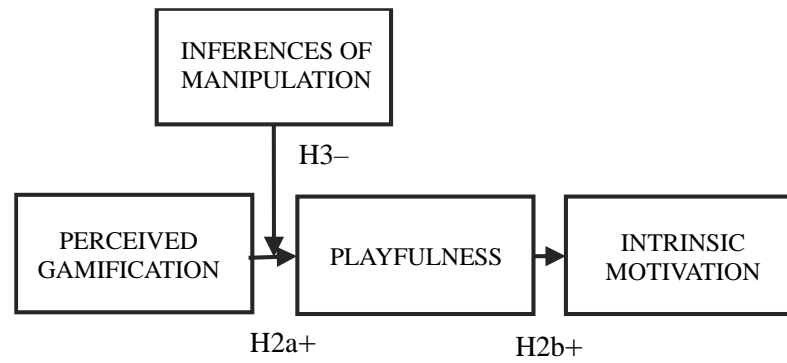 INFERENCES OF
MANIPULATION
H3–
PERCEIVED
GAMIFICATION
PLAYFULNESS
INTRINSIC
MOTIVATION
H2a+
H2b+